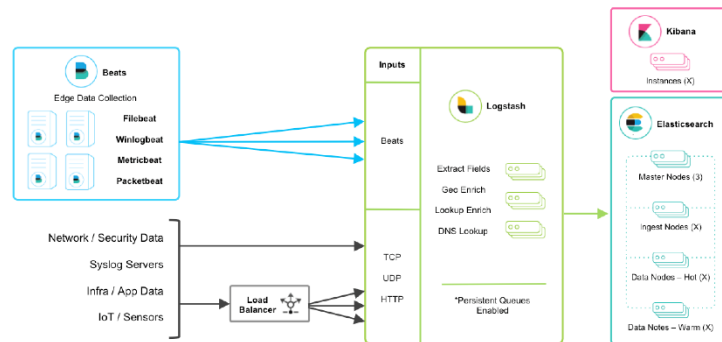 Beats
Edge Data Collection
Filebeat
Winlogbeat
Metricbeat
Packetbeat
Network / Security Data
Syslog Servers
Infra / App Data
IoT / Sensors
Load
Balancer
Inputs
Beats
TCP
UDP
HTTP
Logstash
Extract Fields
Geo Enrich
Lookup Enrich
DNS Lookup
*Persistent Queues
Enabled
Kibana
Instances (X)
Elasticsearch
Master Nodes (3)
Ingest Nodes (X)
Data Nodes – Hot (X)
Data Notes – Warm (X)